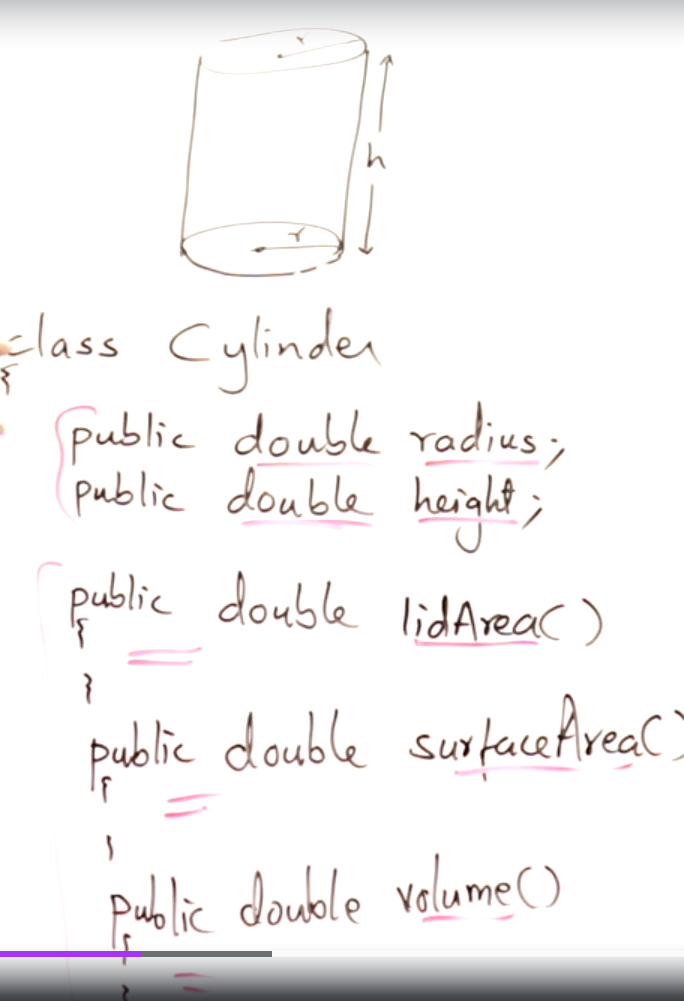 r
h
r
class Cylinder
{
public double radius;
public double height;
public double lidArea()
{
}
public double surfaceArea()
{
}
public double volume()
{
}